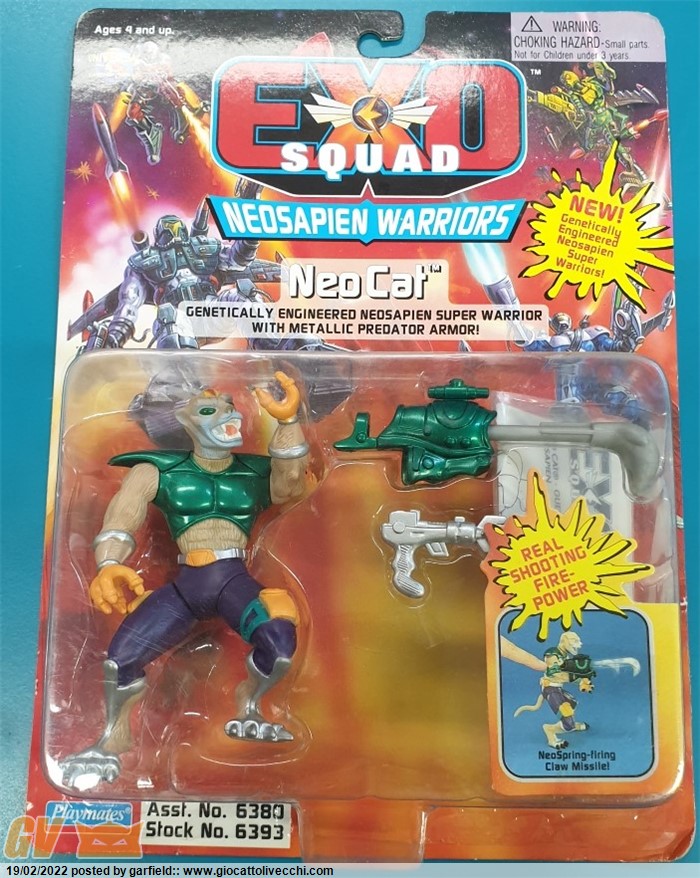 Ages 4 and up.
WARNING:
CHOKING HAZARD-Small parts.
Not for Children under 3 years.
EXO
SQUAD
TM
NEOSAPIEN WARRIORS
NEW!
Genetically
Engineered
Neosapien
Super
Warriors!
NeoCat™
GENETICALLY ENGINEERED NEOSAPIEN SUPER WARRIOR
WITH METALLIC PREDATOR ARMOR!
REAL
SHOOTING
FIRE-
POWER
NeoSpring-firing
Claw Missile!
Playmates
Asst. No. 6380
Stock No. 6393
GV
19/02/2022 posted by garfield:: www.giocattolivecchi.com